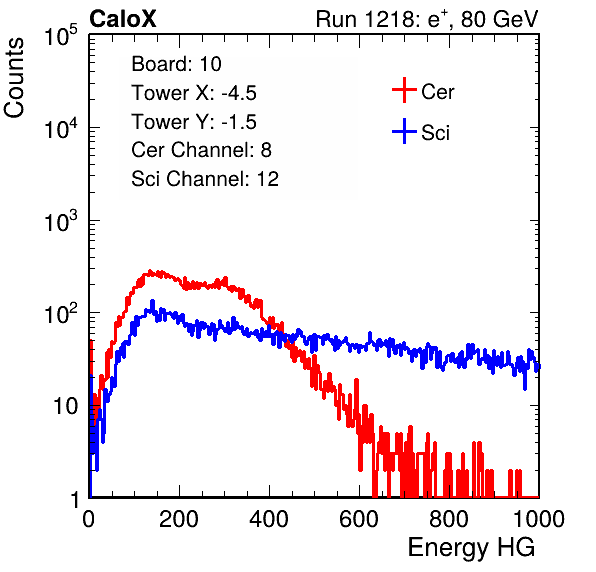 CaloX Run 1218: e⁺, 80 GeV
Counts
Board: 10
Tower X: -4.5
Tower Y: -1.5
Cer Channel: 8
Sci Channel: 12
Cer
Sci
10⁵
10⁴
10³
10²
10
1
0 200 400 600 800 1000
Energy HG